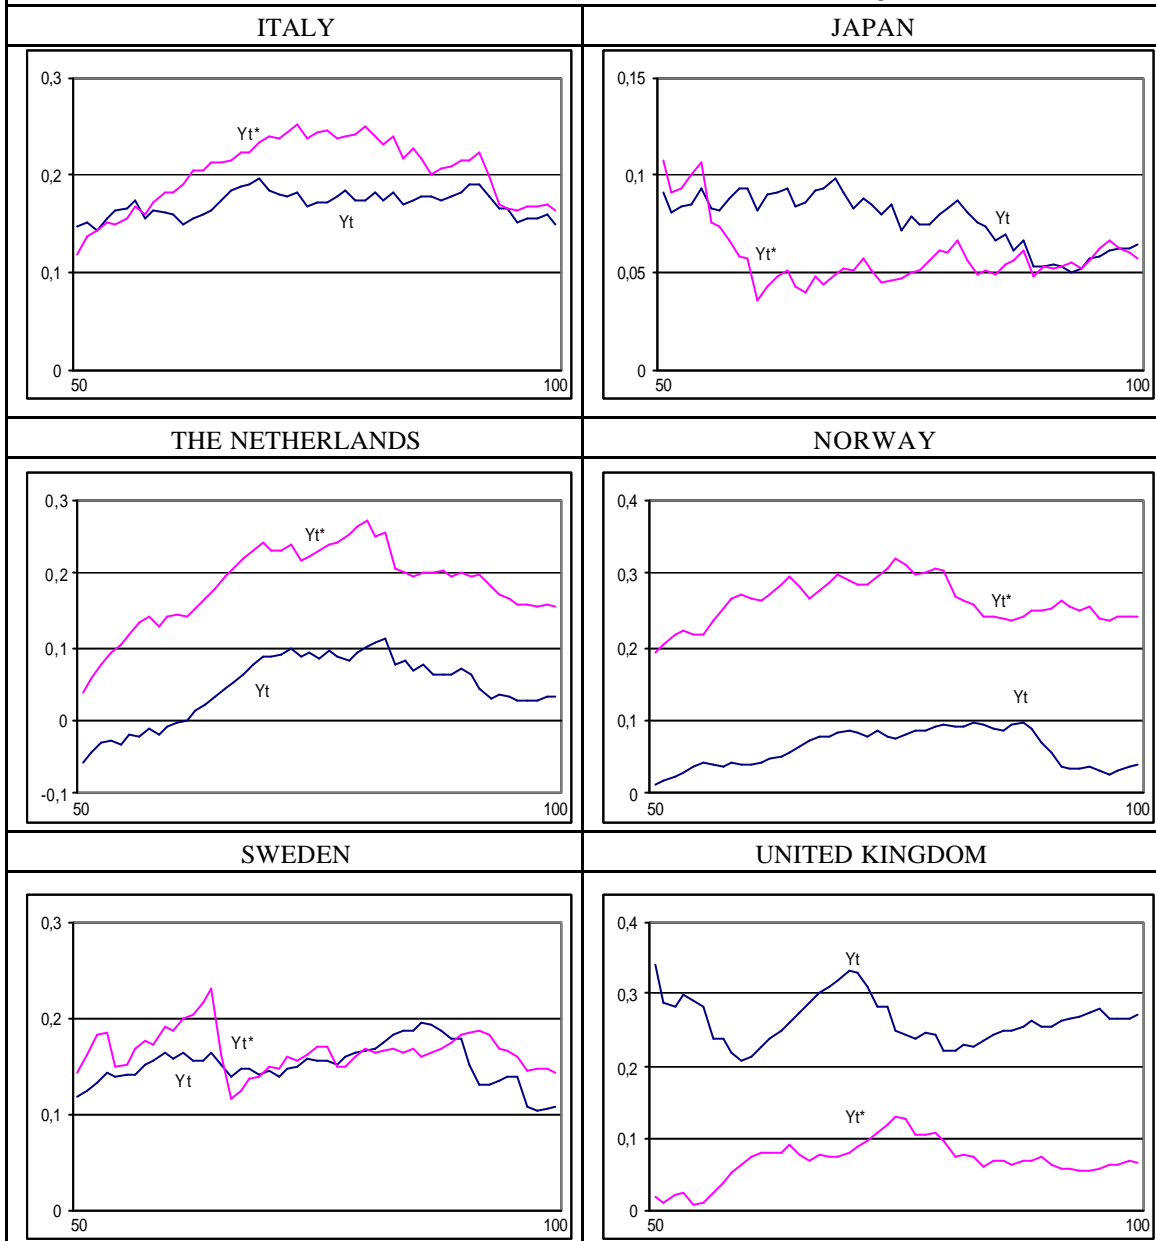 ITALY
JAPAN
0,3
0,2
0,1
0
50
100
Yt*
Yt
0,15
0,1
0,05
0
50
100
Yt
Yt*
THE NETHERLANDS
NORWAY
0,3
0,2
0,1
0
-0,1
50
100
Yt*
Yt
0,4
0,3
0,2
0,1
0
50
100
Yt*
Yt
SWEDEN
UNITED KINGDOM
0,3
0,2
0,1
0
50
100
Yt*
Yt
0,4
0,3
0,2
0,1
0
50
100
Yt
Yt*